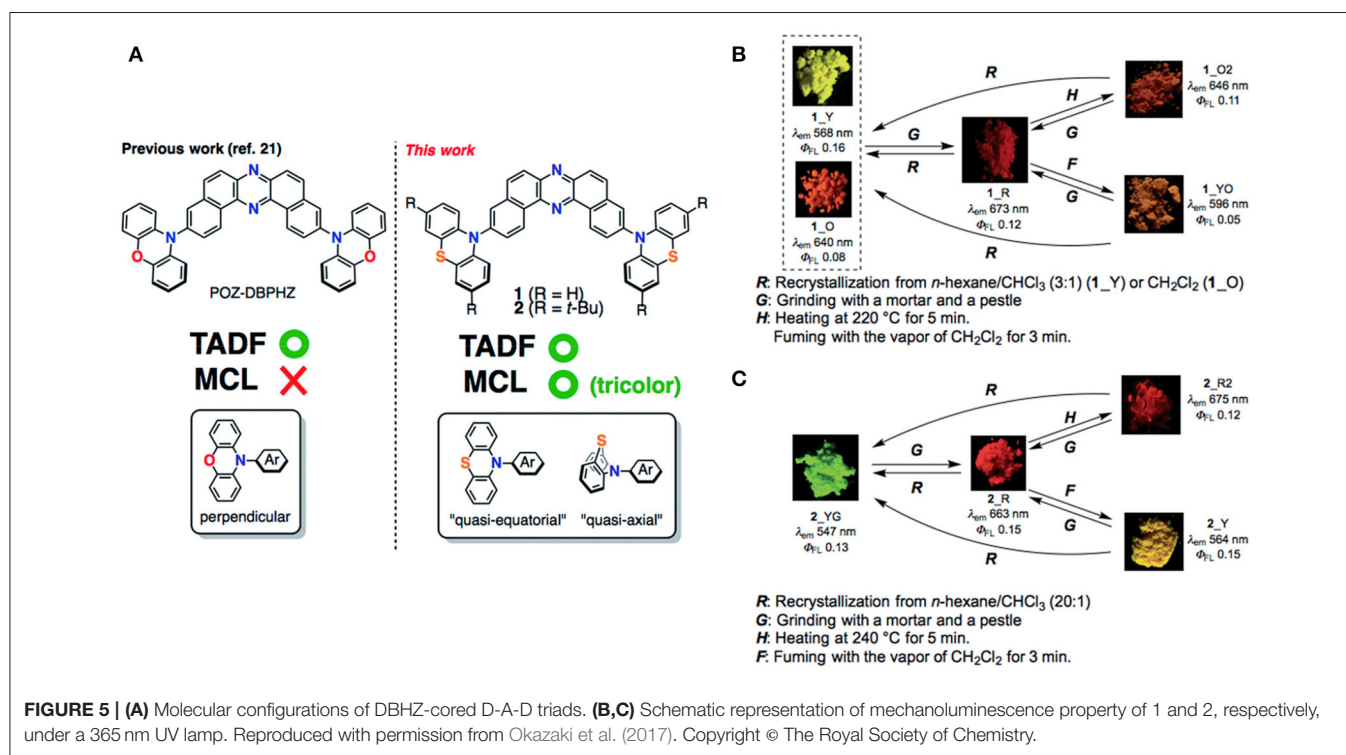 A
Previous work (ref. 21)
N
N
N
N
O
O
POZ-DBPHZ
TADF
MCL
O
N
Ar
perpendicular
This work
N
N
R
R
N
N
S
S
R
R
1 (R = H)
2 (R = t-Bu)
TADF
MCL (tricolor)
S
N
Ar
"quasi-equatorial"
S
N
Ar
"quasi-axial"
B
1_Y
λem 568 nm
ΦFL 0.16
1_O
λem 640 nm
ΦFL 0.08
G
R
1_R
λem 673 nm
ΦFL 0.12
R
H
G
F
G
R
1_O2
λem 646 nm
ΦFL 0.11
1_YO
λem 596 nm
ΦFL 0.05
R: Recrystallization from n-hexane/CHCl3 (3:1) (1_Y) or CH2Cl2 (1_O)
G: Grinding with a mortar and a pestle
H: Heating at 220 °C for 5 min.
Fuming with the vapor of CH2Cl2 for 3 min.
C
2_YG
λem 547 nm
ΦFL 0.13
G
R
2_R
λem 663 nm
ΦFL 0.15
R
H
G
F
G
R
2_R2
λem 675 nm
ΦFL 0.12
2_Y
λem 564 nm
ΦFL 0.15
R: Recrystallization from n-hexane/CHCl3 (20:1)
G: Grinding with a mortar and a pestle
H: Heating at 240 °C for 5 min.
F: Fuming with the vapor of CH2Cl2 for 3 min.
FIGURE 5 | (A) Molecular configurations of DBHZ-cored D-A-D triads. (B,C) Schematic representation of mechanoluminescence property of 1 and 2, respectively,
under a 365 nm UV lamp. Reproduced with permission from Okazaki et al. (2017). Copyright © The Royal Society of Chemistry.